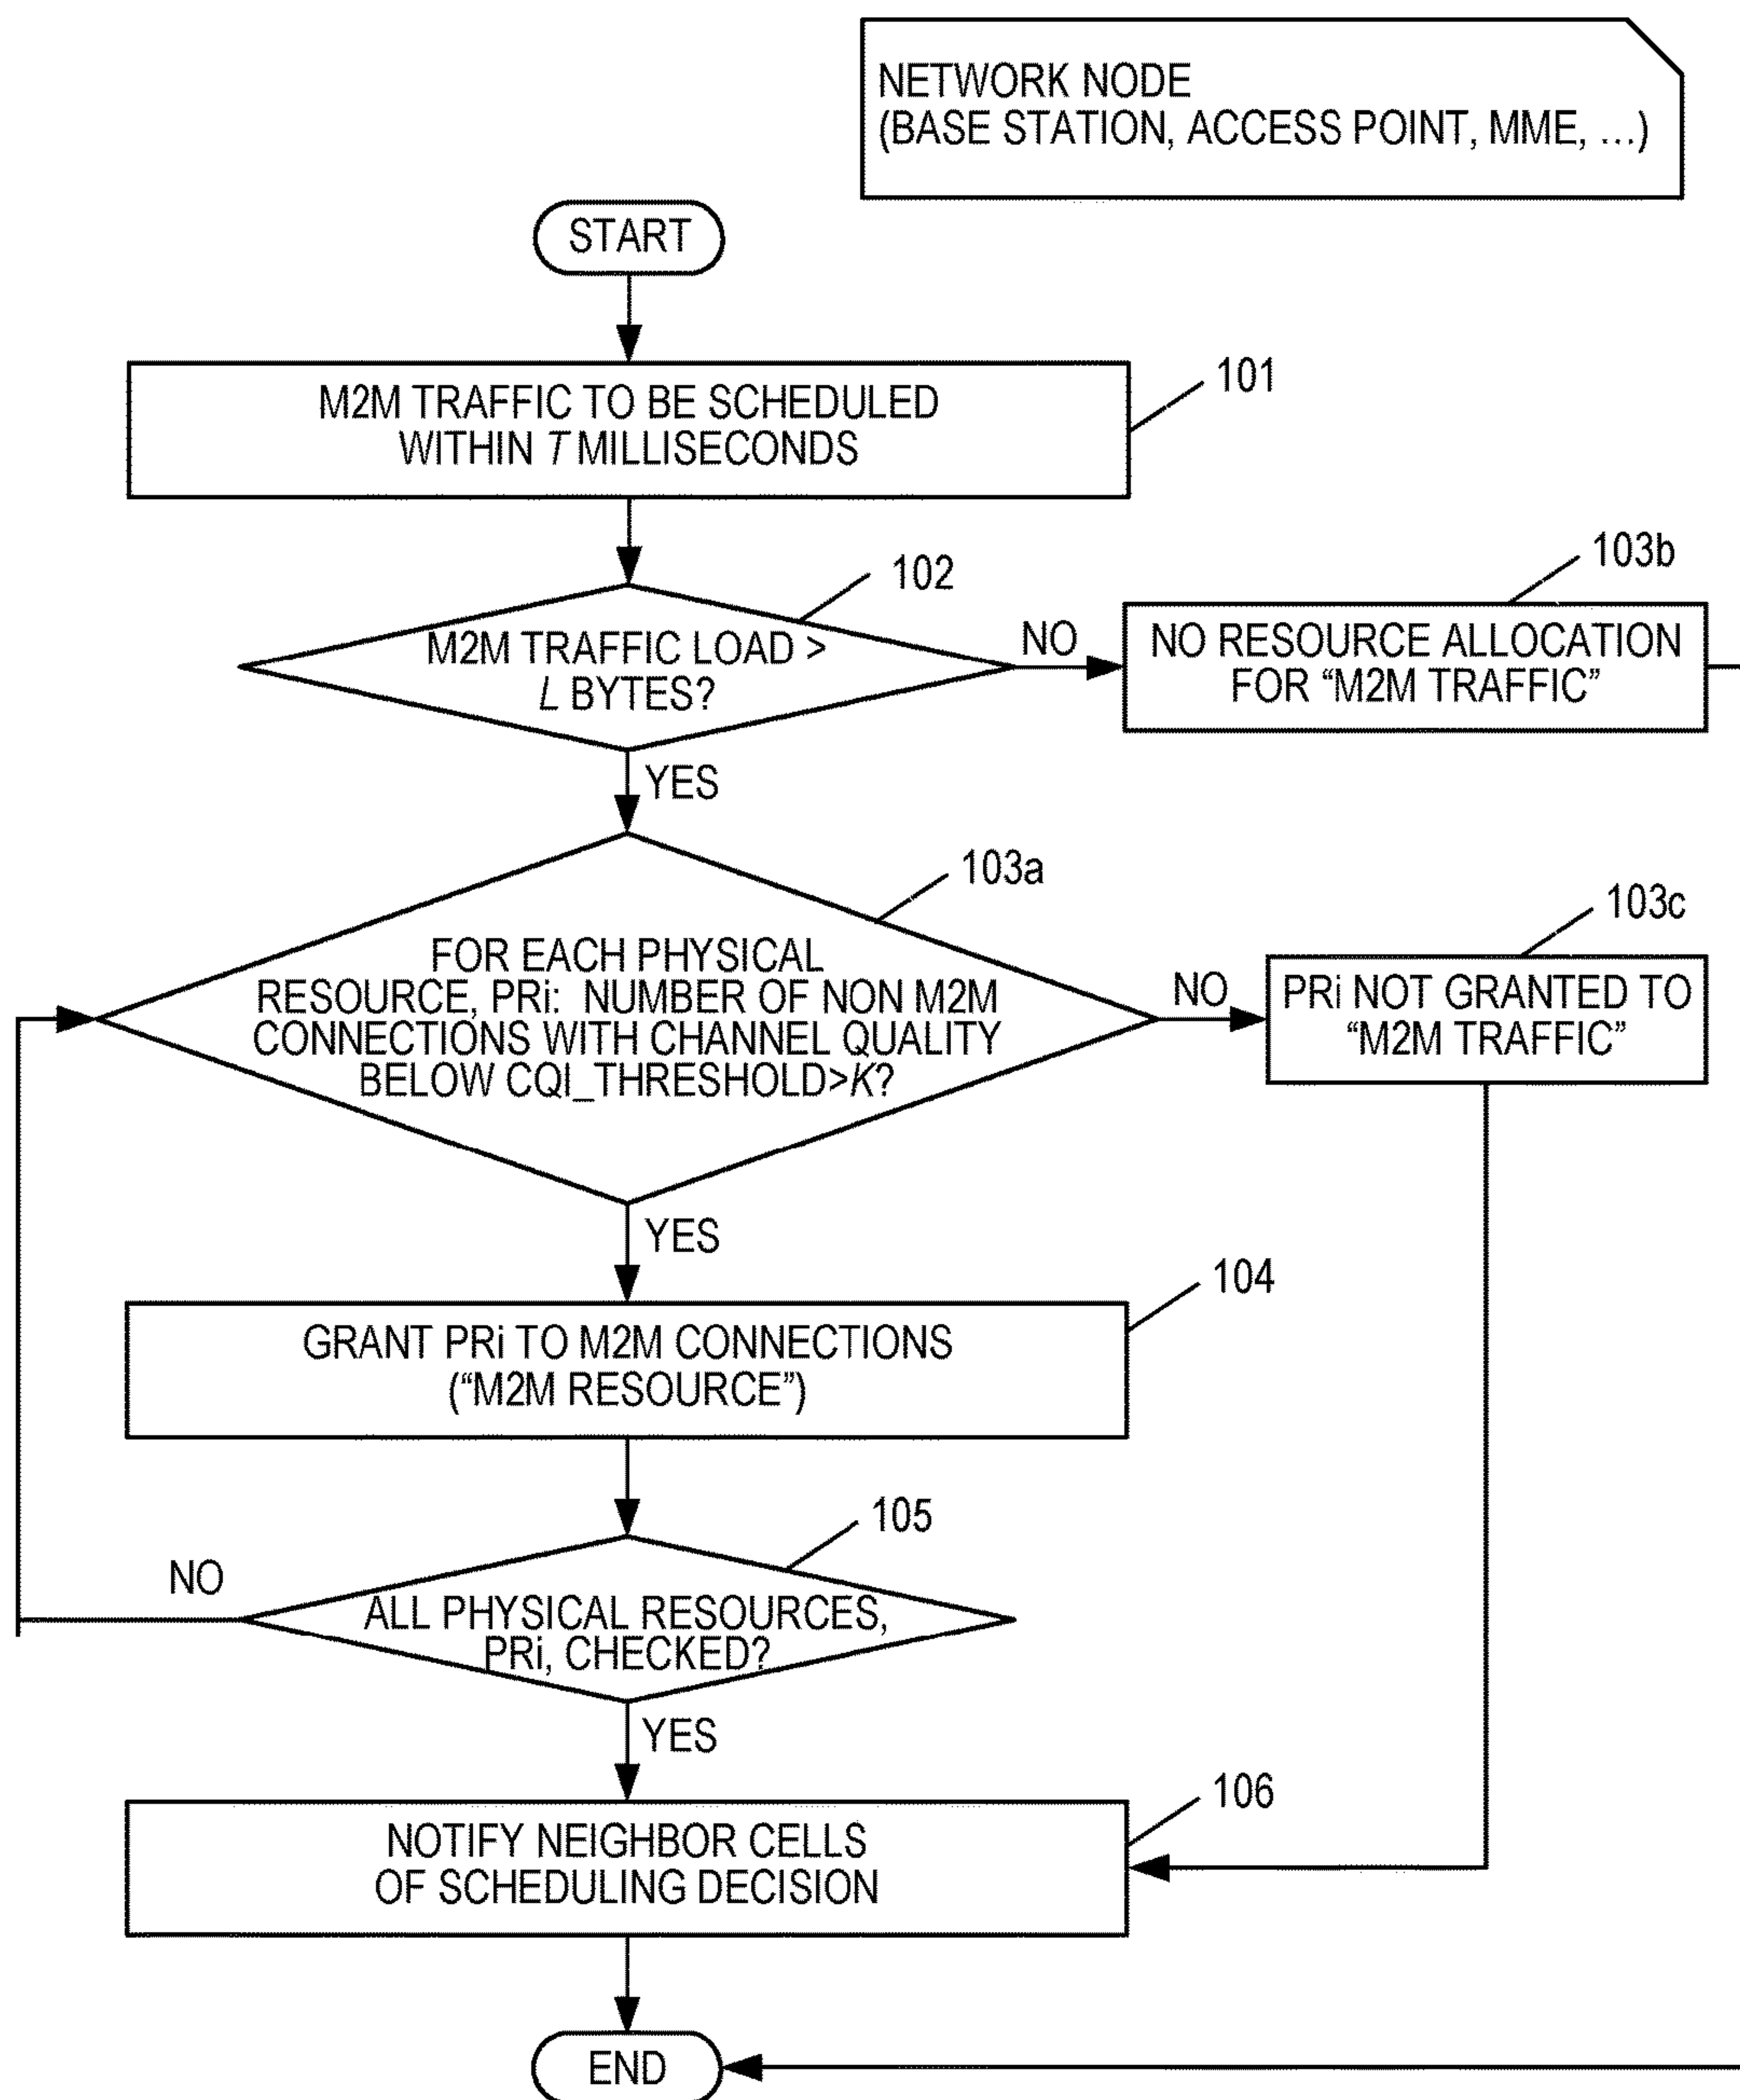 NETWORK NODE
(BASE STATION, ACCESS POINT, MME, ...)
START
101
M2M TRAFFIC TO BE SCHEDULED
WITHIN T MILLISECONDS
102
M2M TRAFFIC LOAD >
L BYTES?
NO
103b
NO RESOURCE ALLOCATION
FOR “M2M TRAFFIC”
YES
103a
FOR EACH PHYSICAL
RESOURCE, PRi: NUMBER OF NON M2M
CONNECTIONS WITH CHANNEL QUALITY
BELOW CQI_THRESHOLD>K?
NO
103c
PRi NOT GRANTED TO
“M2M TRAFFIC”
YES
104
GRANT PRi TO M2M CONNECTIONS
(“M2M RESOURCE”)
105
NO
ALL PHYSICAL RESOURCES,
PRi, CHECKED?
YES
106
NOTIFY NEIGHBOR CELLS
OF SCHEDULING DECISION
END